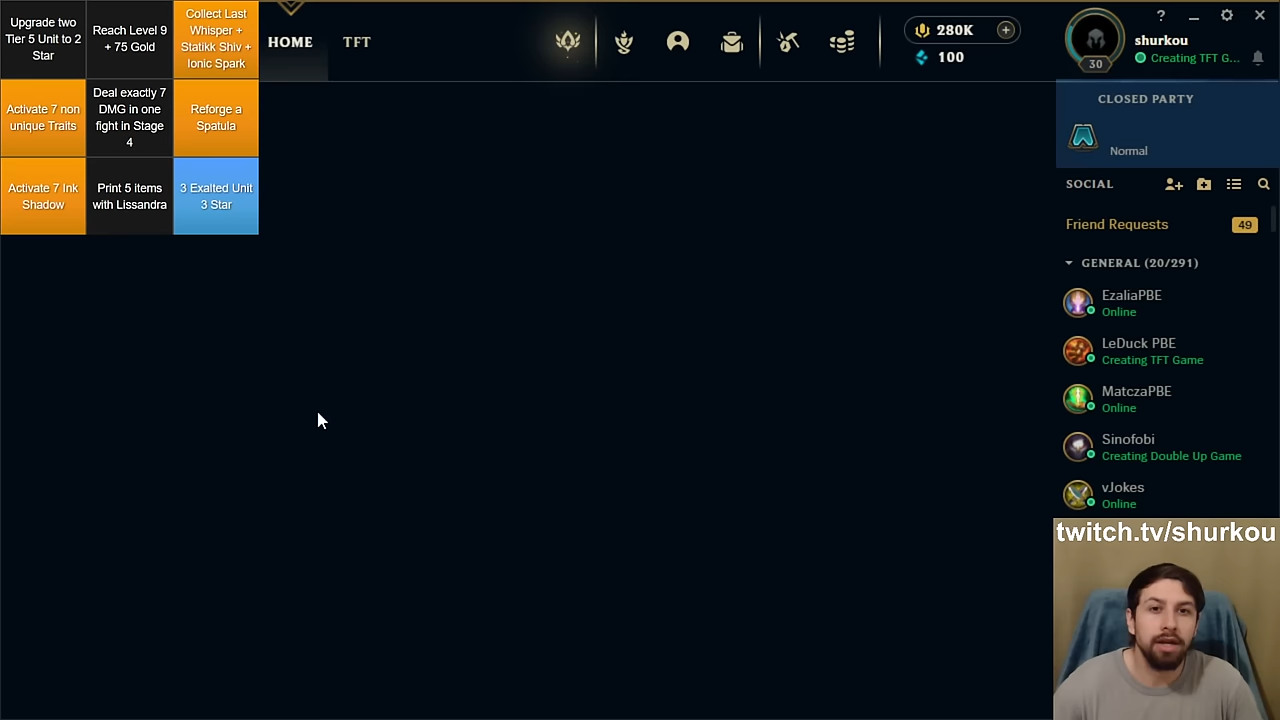 Upgrade two
Tier 5 Unit to 2
Star
Reach Level 9
+ 75 Gold
Collect Last
Whisper +
Statikk Shiv +
Ionic Spark
Activate 7 non
unique Traits
Deal exactly 7
DMG in one
fight in Stage
4
Reforge a
Spatula
Activate 7 Ink
Shadow
Print 5 items
with Lissandra
3 Exalted Unit
3 Star
HOME
TFT
280K
100
30
shurkou
Creating TFT G...
CLOSED PARTY
Normal
SOCIAL
Friend Requests
49
GENERAL (20/291)
EzaliaPBE
Online
LeDuck PBE
Creating TFT Game
MatczaPBE
Online
Sinofobi
Creating Double Up Game
vJokes
Online
twitch.tv/shurkou